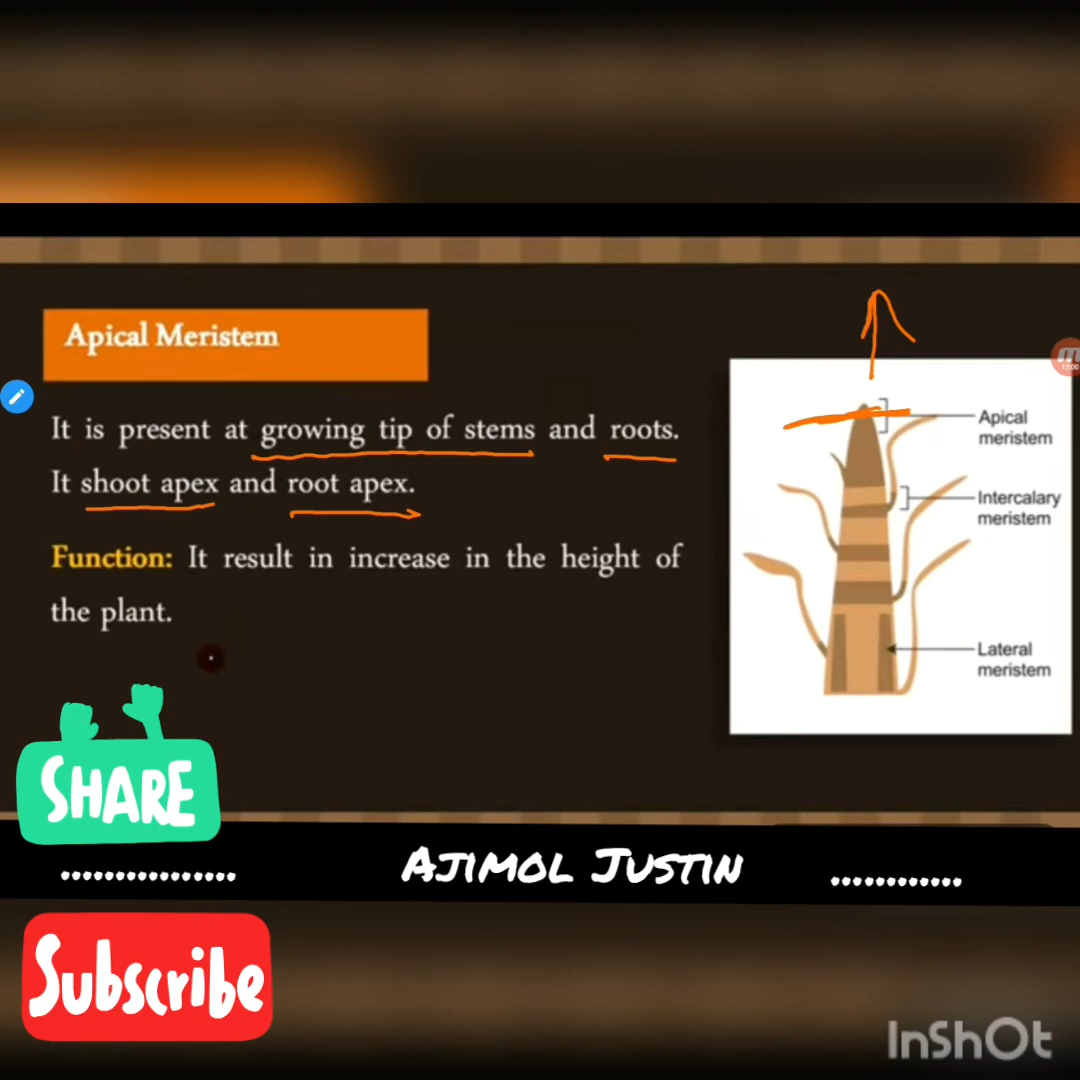 Apical Meristem
It is present at growing tip of stems and roots.
It shoot apex and root apex.
Function: It result in increase in the height of
the plant.
Apical
meristem
Intercalary
meristem
Lateral
meristem
12:00
SHARE
................ AJIMOL JUSTIN ............
Subscribe
InShOt